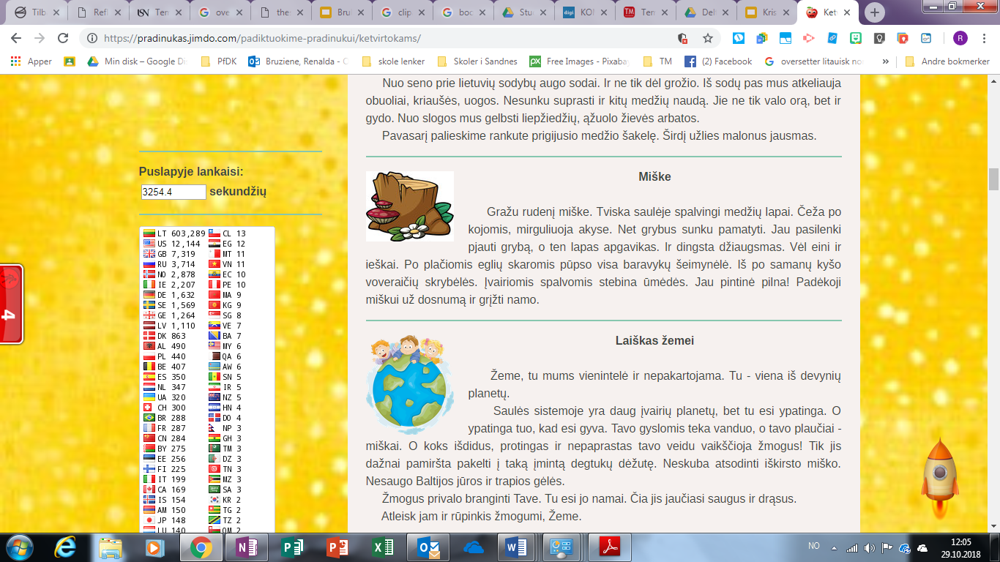 Tilb
Refl
Ten
ove
the
Bru
clip
boo
Stu
KON
Ten
Del
Kris
Ket
https://pradinukas.jimdo.com/padiktuokime-pradinukui/ketvirtokams/
R
Apper
Min disk – Google Di
PfDK
Bruziene, Renalda - C
skole lenker
Skoler i Sandnes
Free Images - Pixaba
TM
(2) Facebook
oversetter litauisk no
»
Andre bokmerker
Nuo seno prie lietuvių sodybų augo sodai. Ir ne tik dėl grožio. Iš sodų pas mus atkeliauja
obuoliai, kriaušės, uogos. Nesunku suprasti ir kitų medžių naudą. Jie ne tik valo orą, bet ir
gydo. Nuo slogos mus gelbsti liepžiedžių, ąžuolo žievės arbatos.
Pavasarį palieskime rankute prigijusio medžio šakelę. Širdį užlies malonus jausmas.
Puslapyje lankaisi:
3254.4 sekundžių
LT 603,289 CL 13
US 12,144 EG 12
GB 7,319 MT 11
RU 3,714 VN 11
NO 2,878 EC 10
IE 2,207 PE 10
DE 1,632 MA 9
SE 1,569 KG 9
GE 1,264 SG 8
LV 1,110 VE 7
DK 863 BA 7
AL 490 MY 6
PL 440 QA 6
BE 407 AW 6
ES 350 SN 5
NL 347 IR 5
UA 320 NZ 5
CH 300 HN 4
BR 288 DO 4
FR 287 NP 3
CN 284 GH 3
BY 275 TM 3
EE 256 DZ 3
FI 225 TN 3
IT 199 MZ 3
CA 169 SA 3
IS 154 KR 2
AM 150 TG 2
JP 148 TZ 2
LU 140 OM 2
4
Miške
Gražu rudenį miške. Tviska saulėje spalvingi medžių lapai. Čeža po
kojomis, mirguliuoja akyse. Net grybus sunku pamatyti. Jau pasilenki
pjauti grybą, o ten lapas apgavikas. Ir dingsta džiaugsmas. Vėl eini ir
ieškai. Po plačiomis eglių skaromis pūpso visa baravykų šeimynėlė. Iš po samanų kyšo
voveraičių skrybėlės. Įvairiomis spalvomis stebina ūmėdės. Jau pintinė pilna! Padėkoji
miškui už dosnumą ir grįžti namo.
Laiškas žemei
Žeme, tu mums vienintelė ir nepakartojama. Tu - viena iš devynių
planetų.
Saulės sistemoje yra daug įvairių planetų, bet tu esi ypatinga. O
ypatinga tuo, kad esi gyva. Tavo gyslomis teka vanduo, o tavo plaučiai -
miškai. O koks išdidus, protingas ir nepaprastas tavo veidu vaikščioja žmogus! Tik jis
dažnai pamiršta pakelti į taką įmintą degtukų dėžutę. Neskuba atsodinti iškirsto miško.
Nesaugo Baltijos jūros ir trapios gėlės.
Žmogus privalo branginti Tave. Tu esi jo namai. Čia jis jaučiasi saugus ir drąsus.
Atleisk jam ir rūpinkis žmogumi, Žeme.
NO
12:05
29.10.2018